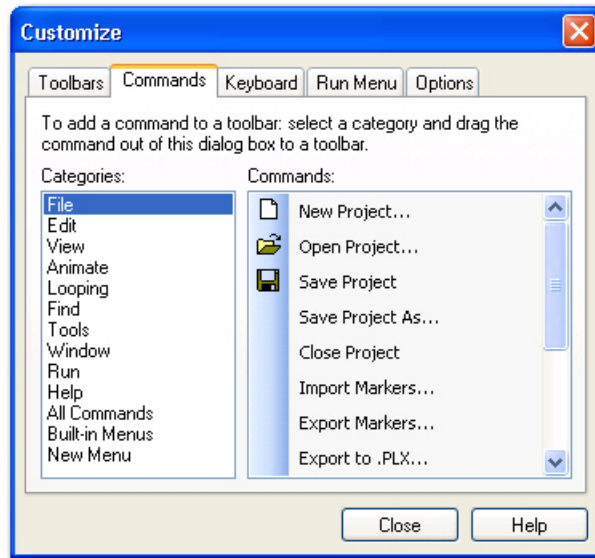 Customize
Toolbars Commands Keyboard Run Menu Options
To add a command to a toolbar: select a category and drag the
command out of this dialog box to a toolbar.
Categories:
File
Edit
View
Animate
Looping
Find
Tools
Window
Run
Help
All Commands
Built-in Menus
New Menu
Commands:
New Project...
Open Project...
Save Project
Save Project As...
Close Project
Import Markers...
Export Markers...
Export to .PLX...
Close Help